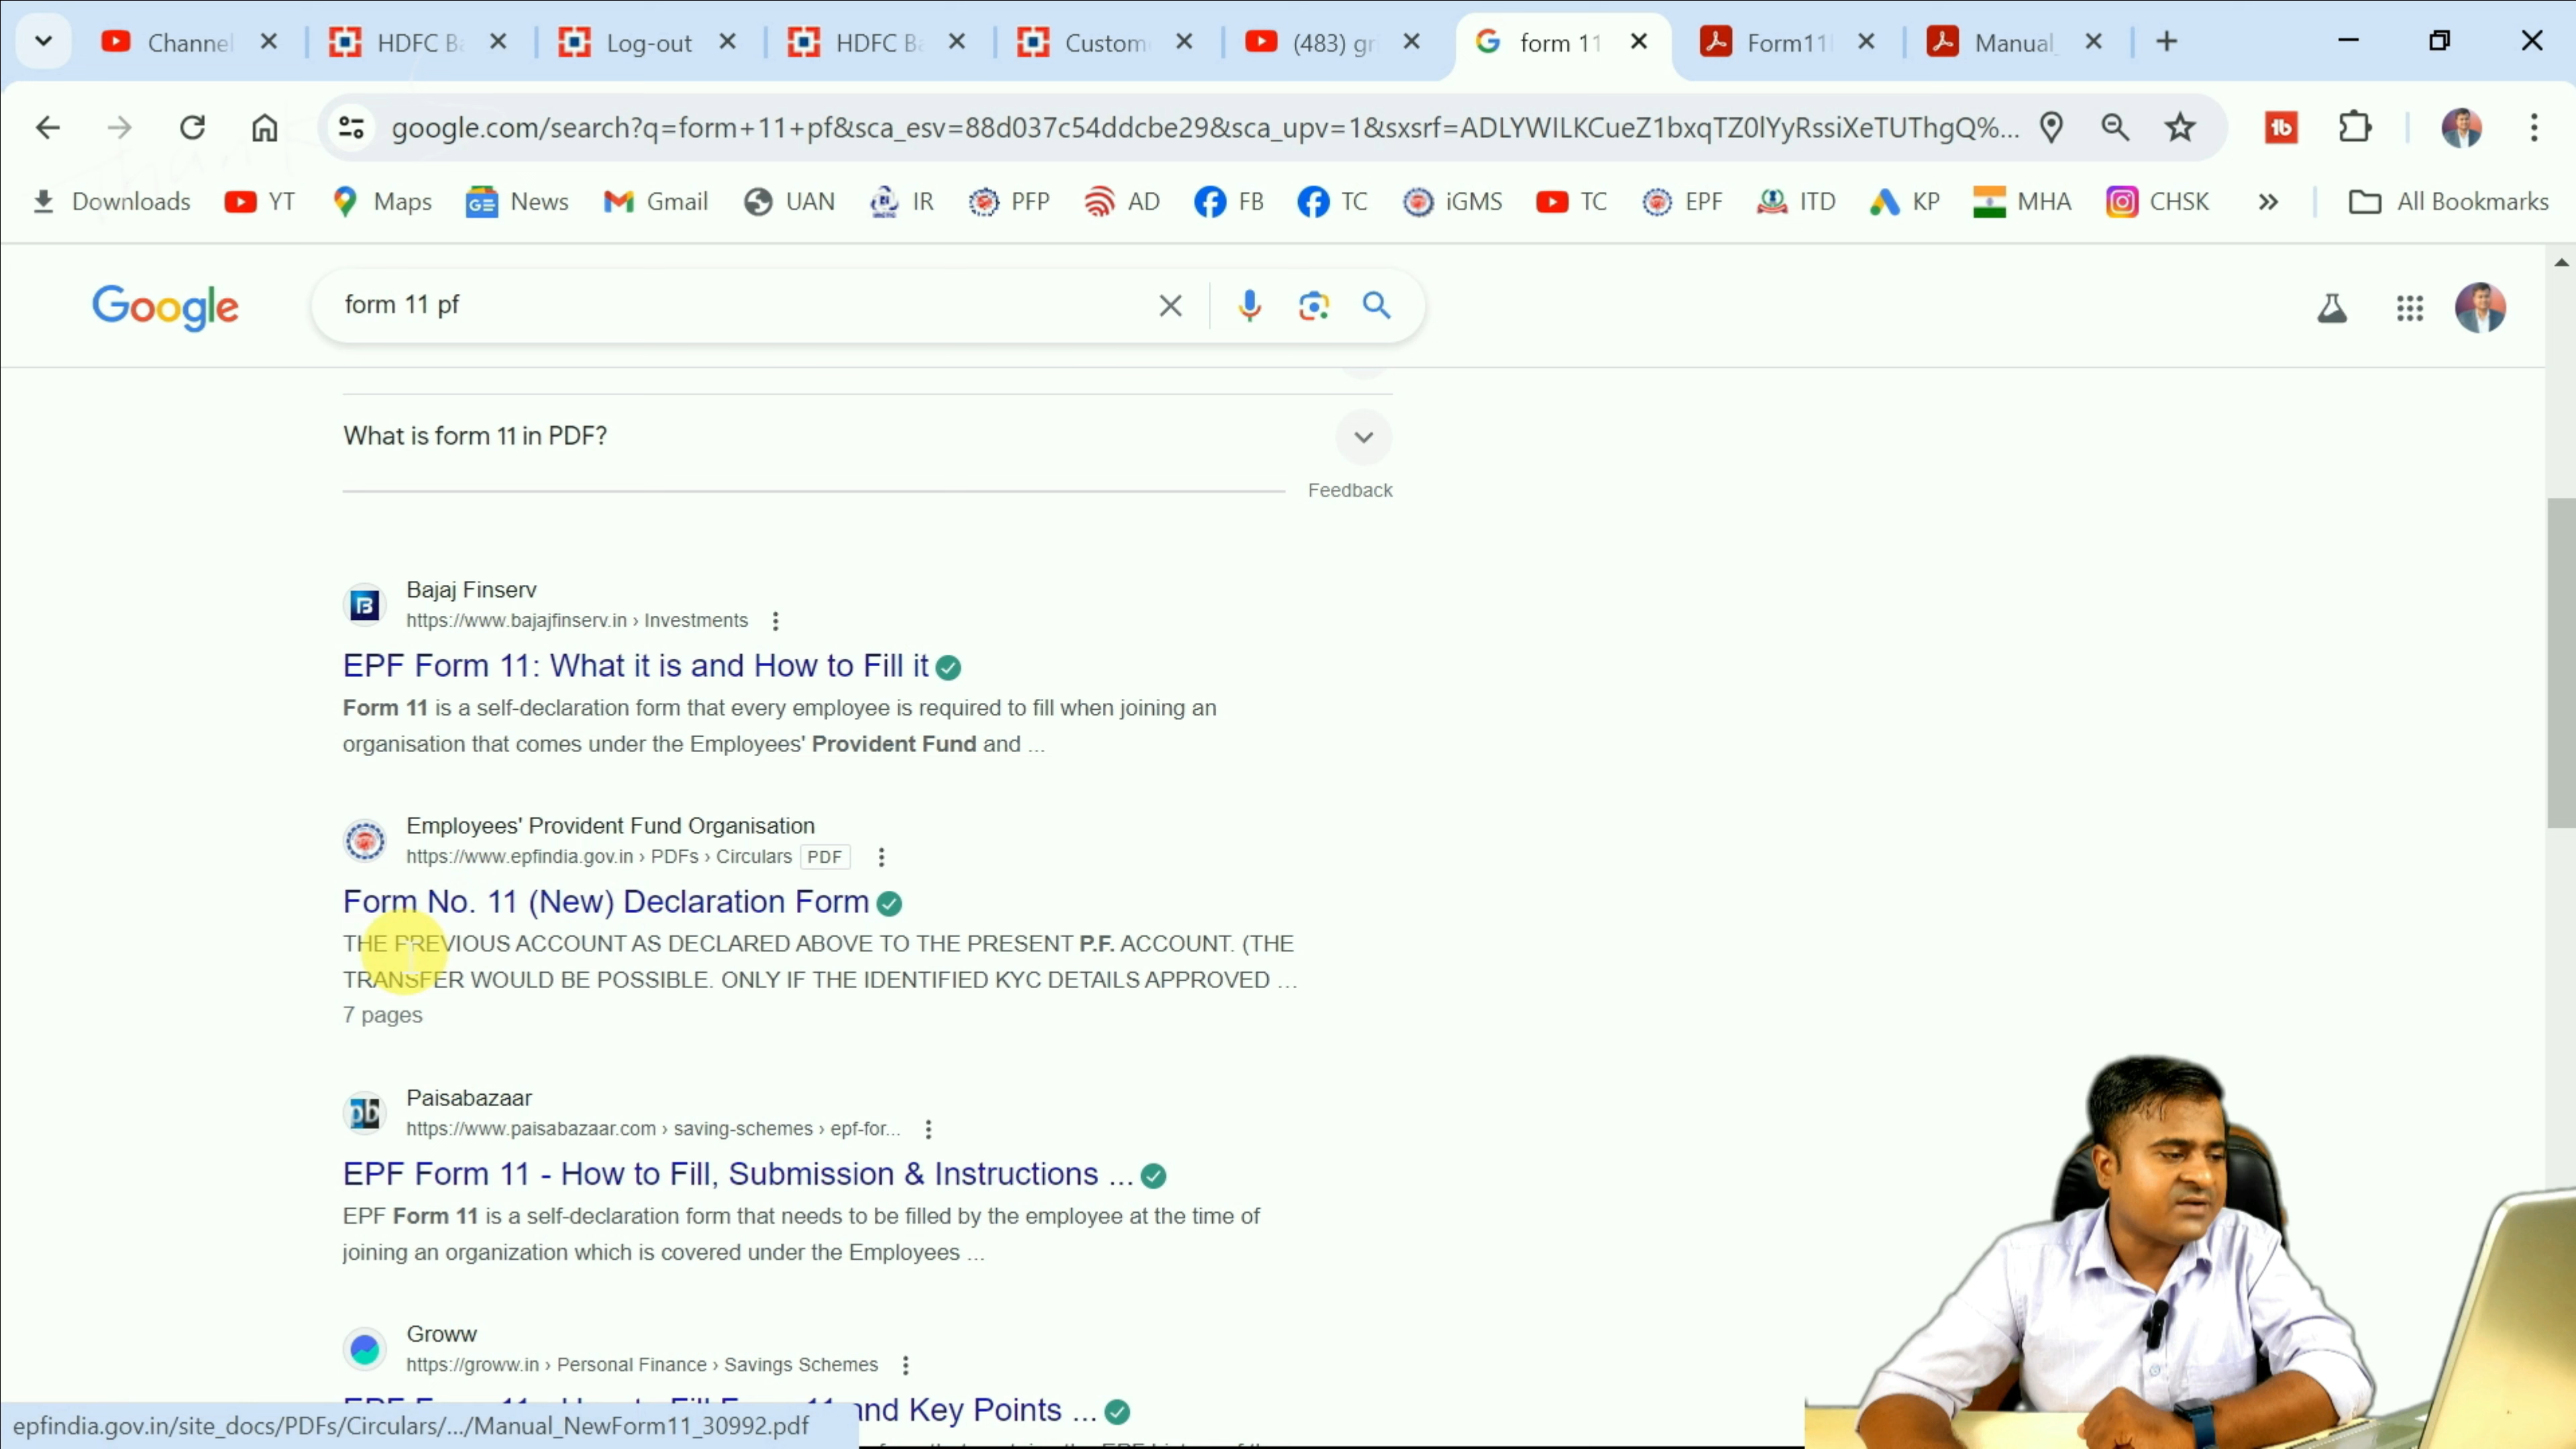 Channel
HDFC Ba
Log-out
HDFC Ba
Custom
(483) gr
form 11
Form11
Manual_
google.com/search?q=form+11+pf&sca_esv=88d037c54ddcbe29&sca_upv=1&sxsrf=ADLYWILKCueZ1bxqTZ0lYyRssiXeTUThgQ%...
Downloads
YT
Maps
News
Gmail
UAN
IR
PFP
AD
FB
TC
iGMS
TC
EPF
ITD
KP
MHA
CHSK
All Bookmarks
Google
form 11 pf
What is form 11 in PDF?
Feedback
Bajaj Finserv
https://www.bajajfinserv.in › Investments
EPF Form 11: What it is and How to Fill it
Form 11 is a self-declaration form that every employee is required to fill when joining an
organisation that comes under the Employees' Provident Fund and ...
Employees' Provident Fund Organisation
https://www.epfindia.gov.in › PDFs › Circulars PDF
Form No. 11 (New) Declaration Form
THE PREVIOUS ACCOUNT AS DECLARED ABOVE TO THE PRESENT P.F. ACCOUNT. (THE
TRANSFER WOULD BE POSSIBLE. ONLY IF THE IDENTIFIED KYC DETAILS APPROVED ...
7 pages
Paisabazaar
https://www.paisabazaar.com › saving-schemes › epf-for...
EPF Form 11 - How to Fill, Submission & Instructions ...
EPF Form 11 is a self-declaration form that needs to be filled by the employee at the time of
joining an organization which is covered under the Employees ...
Groww
https://groww.in › Personal Finance › Savings Schemes
and Key Points ...
epfindia.gov.in/site_docs/PDFs/Circulars/.../Manual_NewForm11_30992.pdf